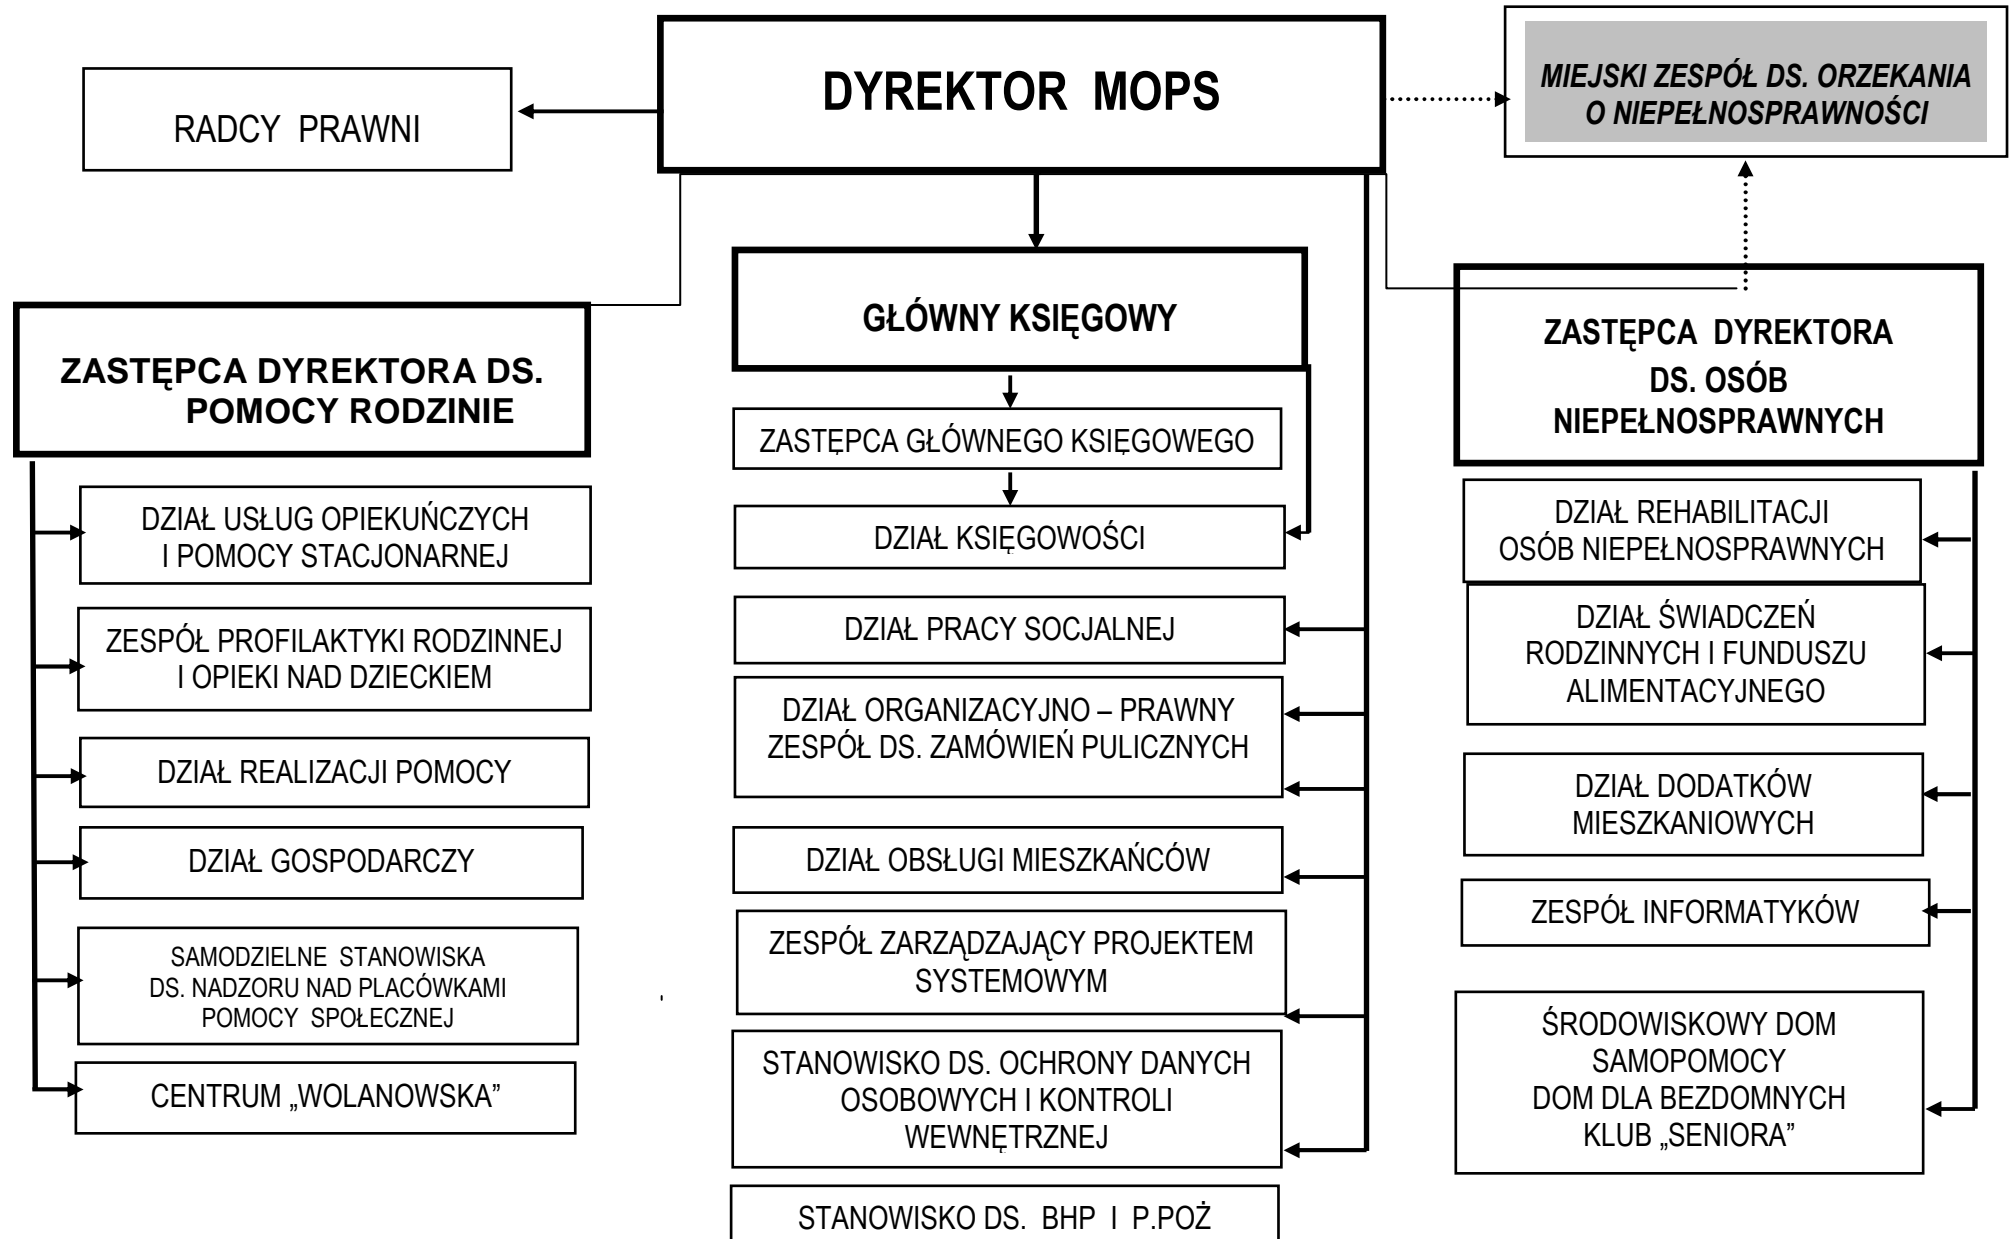 DYREKTOR MOPS
RADCY PRAWNI
MIEJSKI ZESPÓŁ DS. ORZEKANIA
O NIEPEŁNOSPRAWNOŚCI
ZASTĘPCA DYREKTORA DS.
POMOCY RODZINIE
DZIAŁ USŁUG OPIEKUŃCZYCH
I POMOCY STACJONARNEJ
ZESPÓŁ PROFILAKTYKI RODZINNEJ
I OPIEKI NAD DZIECKIEM
DZIAŁ REALIZACJI POMOCY
DZIAŁ GOSPODARCZY
SAMODZIELNE STANOWISKA
DS. NADZORU NAD PLACÓWKAMI
POMOCY SPOŁECZNEJ
CENTRUM „WOLANOWSKA”
GŁÓWNY KSIĘGOWY
ZASTĘPCA GŁÓWNEGO KSIĘGOWEGO
DZIAŁ KSIĘGOWOŚCI
DZIAŁ PRACY SOCJALNEJ
DZIAŁ ORGANIZACYJNO – PRAWNY
ZESPÓŁ DS. ZAMÓWIEŃ PULICZNYCH
DZIAŁ OBSŁUGI MIESZKAŃCÓW
ZESPÓŁ ZARZĄDZAJĄCY PROJEKTEM
SYSTEMOWYM
STANOWISKO DS. OCHRONY DANYCH
OSOBOWYCH I KONTROLI
WEWNĘTRZNEJ
STANOWISKO DS. BHP I P.POŻ
ZASTĘPCA DYREKTORA
DS. OSÓB
NIEPEŁNOSPRAWNYCH
DZIAŁ REHABILITACJI
OSÓB NIEPEŁNOSPRAWNYCH
DZIAŁ ŚWIADCZEŃ
RODZINNYCH I FUNDUSZU
ALIMENTACYJNEGO
DZIAŁ DODATKÓW
MIESZKANIOWYCH
ZESPÓŁ INFORMATYKÓW
ŚRODOWISKOWY DOM
SAMOPOMOCY
DOM DLA BEZDOMNYCH
KLUB „SENIORA”